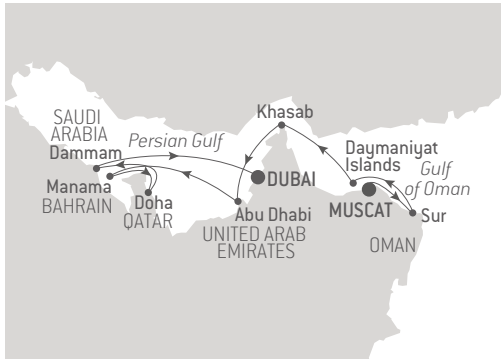 Khasab
SAUDI
ARABIA
Dammam
Persian Gulf
Daymaniyat
Islands
Gulf
of Oman
Manama
BAHRAIN
Doha
QATAR
DUBAI
MUSCAT
Abu Dhabi
UNITED ARAB
EMIRATES
Sur
OMAN